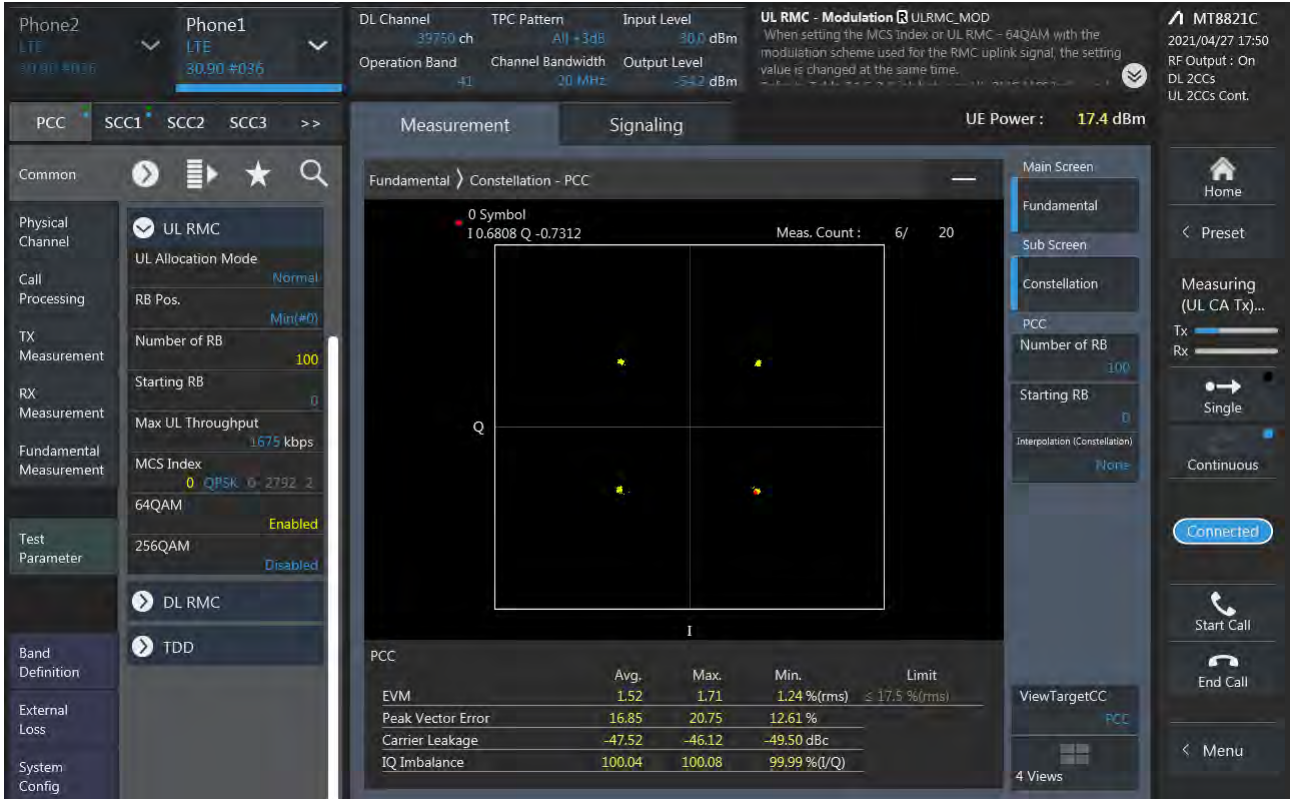 Phone2
LTE
30.90 #036
Phone1
LTE
30.90 #036
DL Channel
39750 ch
TPC Pattern
All +3dB
Input Level
30.0 dBm
Operation Band
41
Channel Bandwidth
20 MHz
Output Level
-54.2 dBm
UL RMC - Modulation R ULRMC_MOD
When setting the MCS Index or UL RMC - 64QAM with the
modulation scheme used for the RMC uplink signal, the setting
value is changed at the same time.
MT8821C
2021/04/27 17:50
RF Output : On
DL 2CCs
UL 2CCs Cont.
PCC SCC1 SCC2 SCC3 >>
Measurement
Signaling
UE Power : 17.4 dBm
Common
Physical
Channel
Call
Processing
TX
Measurement
RX
Measurement
Fundamental
Measurement
Test
Parameter
Band
Definition
External
Loss
System
Config
UL RMC
UL Allocation Mode
Normal
RB Pos.
Min(#0)
Number of RB
100
Starting RB
0
Max UL Throughput
1675 kbps
MCS Index
0 QPSK 0 2792 2
64QAM
Enabled
256QAM
Disabled
DL RMC
TDD
Fundamental > Constellation - PCC
0 Symbol
I 0.6808 Q -0.7312
Meas. Count : 6/ 20
Q
I
PCC
Avg. Max. Min. Limit
EVM 1.52 1.71 1.24 %(rms) ≤ 17.5 %(rms)
Peak Vector Error 16.85 20.75 12.61 %
Carrier Leakage -47.52 -46.12 -49.50 dBc
IQ Imbalance 100.04 100.08 99.99 %(I/Q)
Main Screen
Fundamental
Sub Screen
Constellation
PCC
Number of RB
100
Starting RB
0
Interpolation (Constellation)
None
ViewTargetCC
PCC
4 Views
Home
< Preset
Measuring
(UL CA Tx)...
Tx
Rx
Single
Continuous
Connected
Start Call
End Call
< Menu